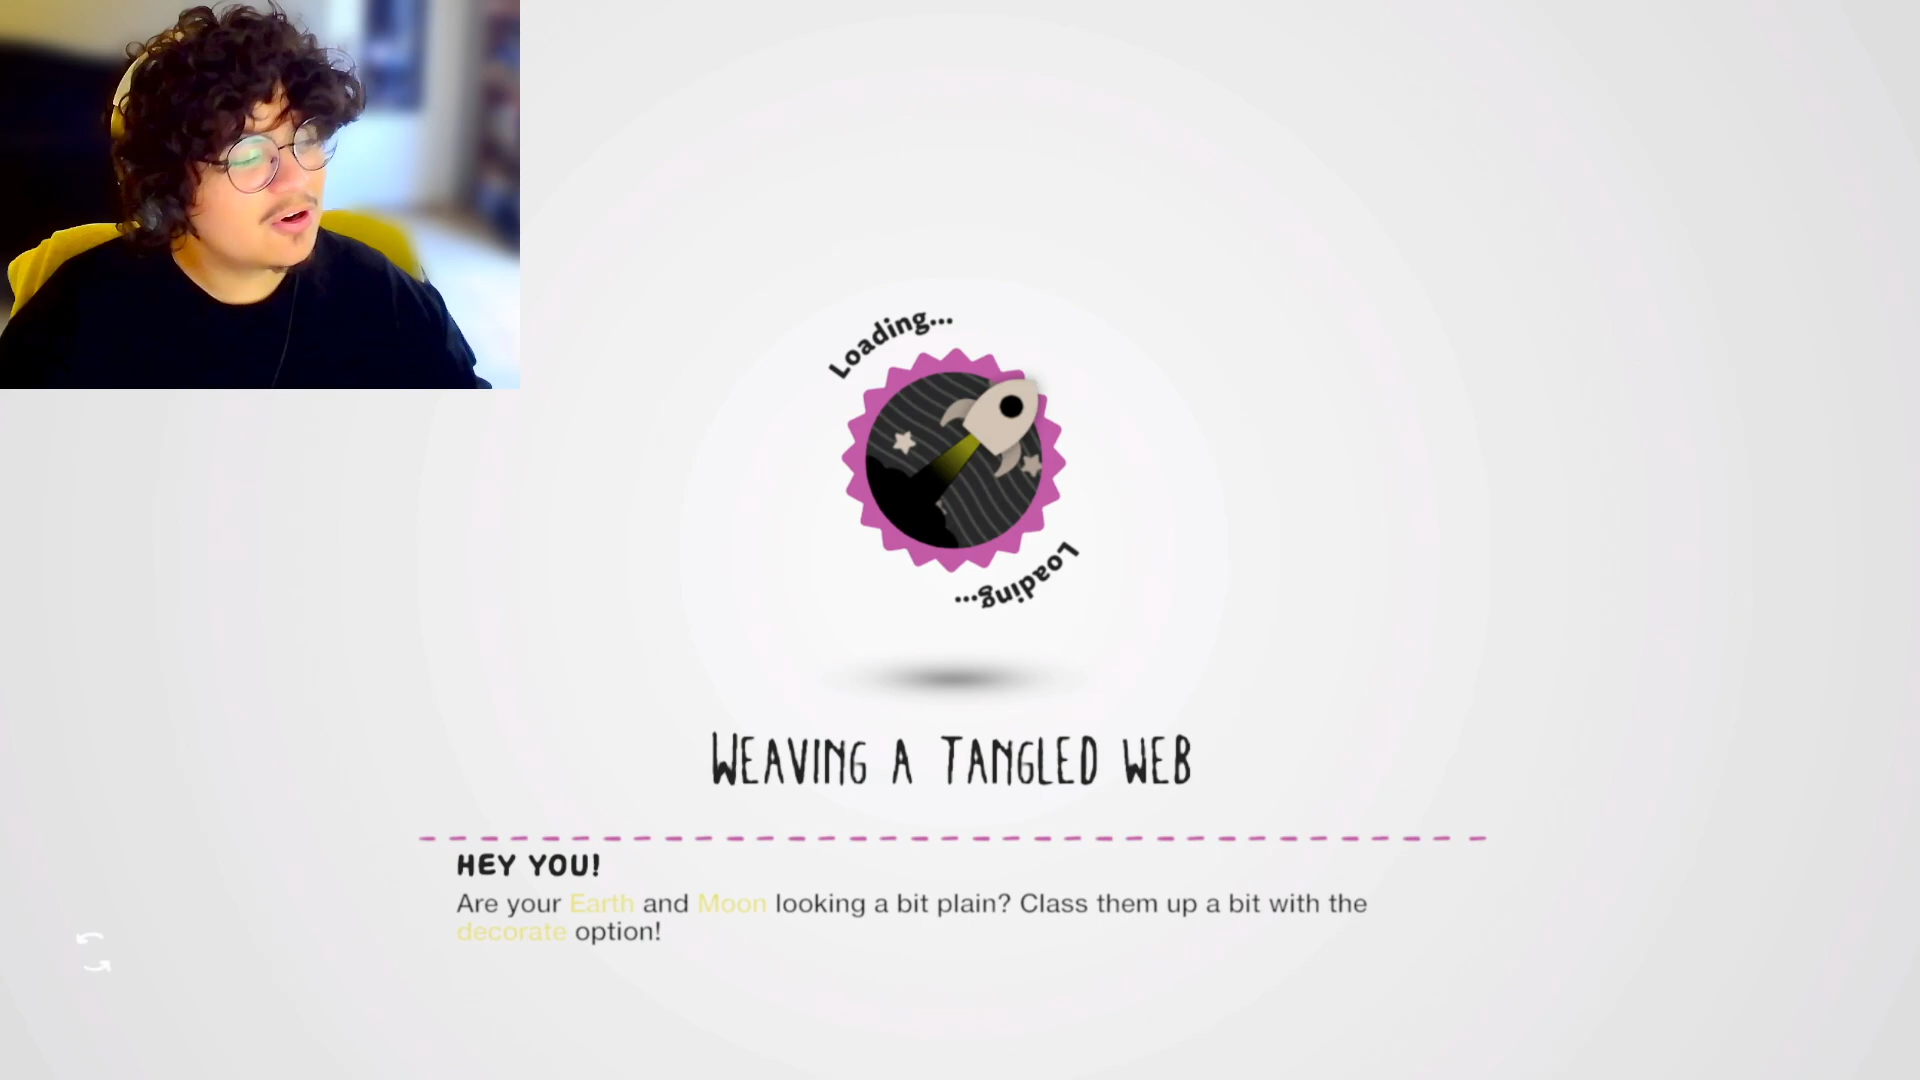 Loading...
Loading...
WEAVING A TANGLED WEB
HEY YOU!
Are your Earth and Moon looking a bit plain? Class them up a bit with the
decorate option!